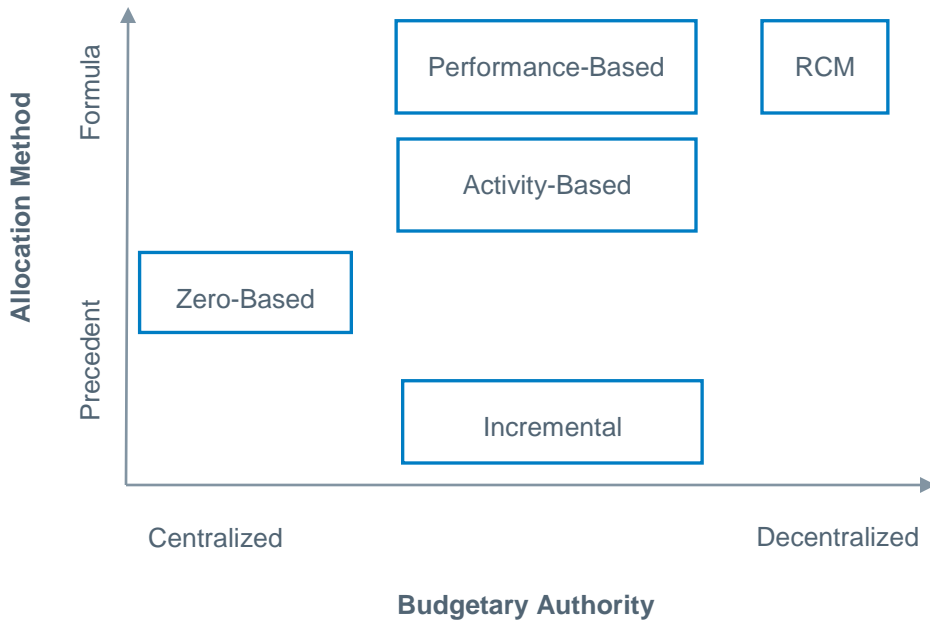 Allocation Method
Formula
Precedent
Performance-Based
RCM
Activity-Based
Zero-Based
Incremental
Centralized
Decentralized
Budgetary Authority